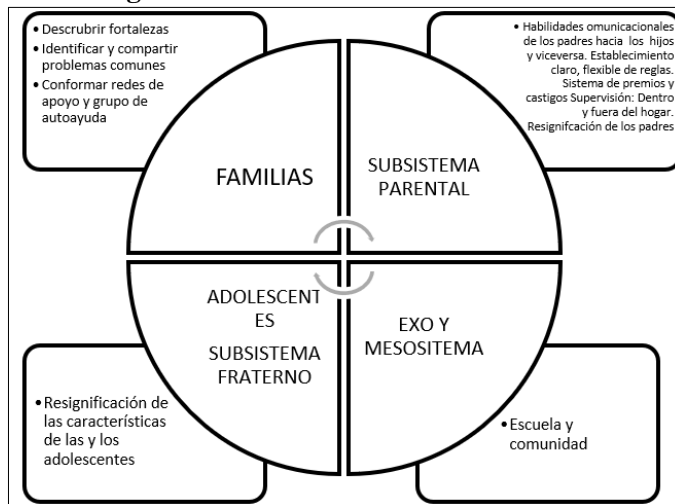 • Descrubrir fortalezas
• Identificar y compartir
problemas comunes
• Conformar redes de
apoyo y grupo de
autoayuda
• Habilidades omunicacionales
de los padres hacia los hijos
y viceversa. Establecimiento
claro, flexible de reglas.
Sistema de premios y
castigos Supervisión: Dentro
y fuera del hogar.
Resignifcación de los padres
FAMILIAS
SUBSISTEMA
PARENTAL
ADOLESCENT
ES
SUBSISTEMA
FRATERNO
EXO Y
MESOSITEMA
• Resignificación de
las características
de las y los
adolescentes
• Escuela y
comunidad